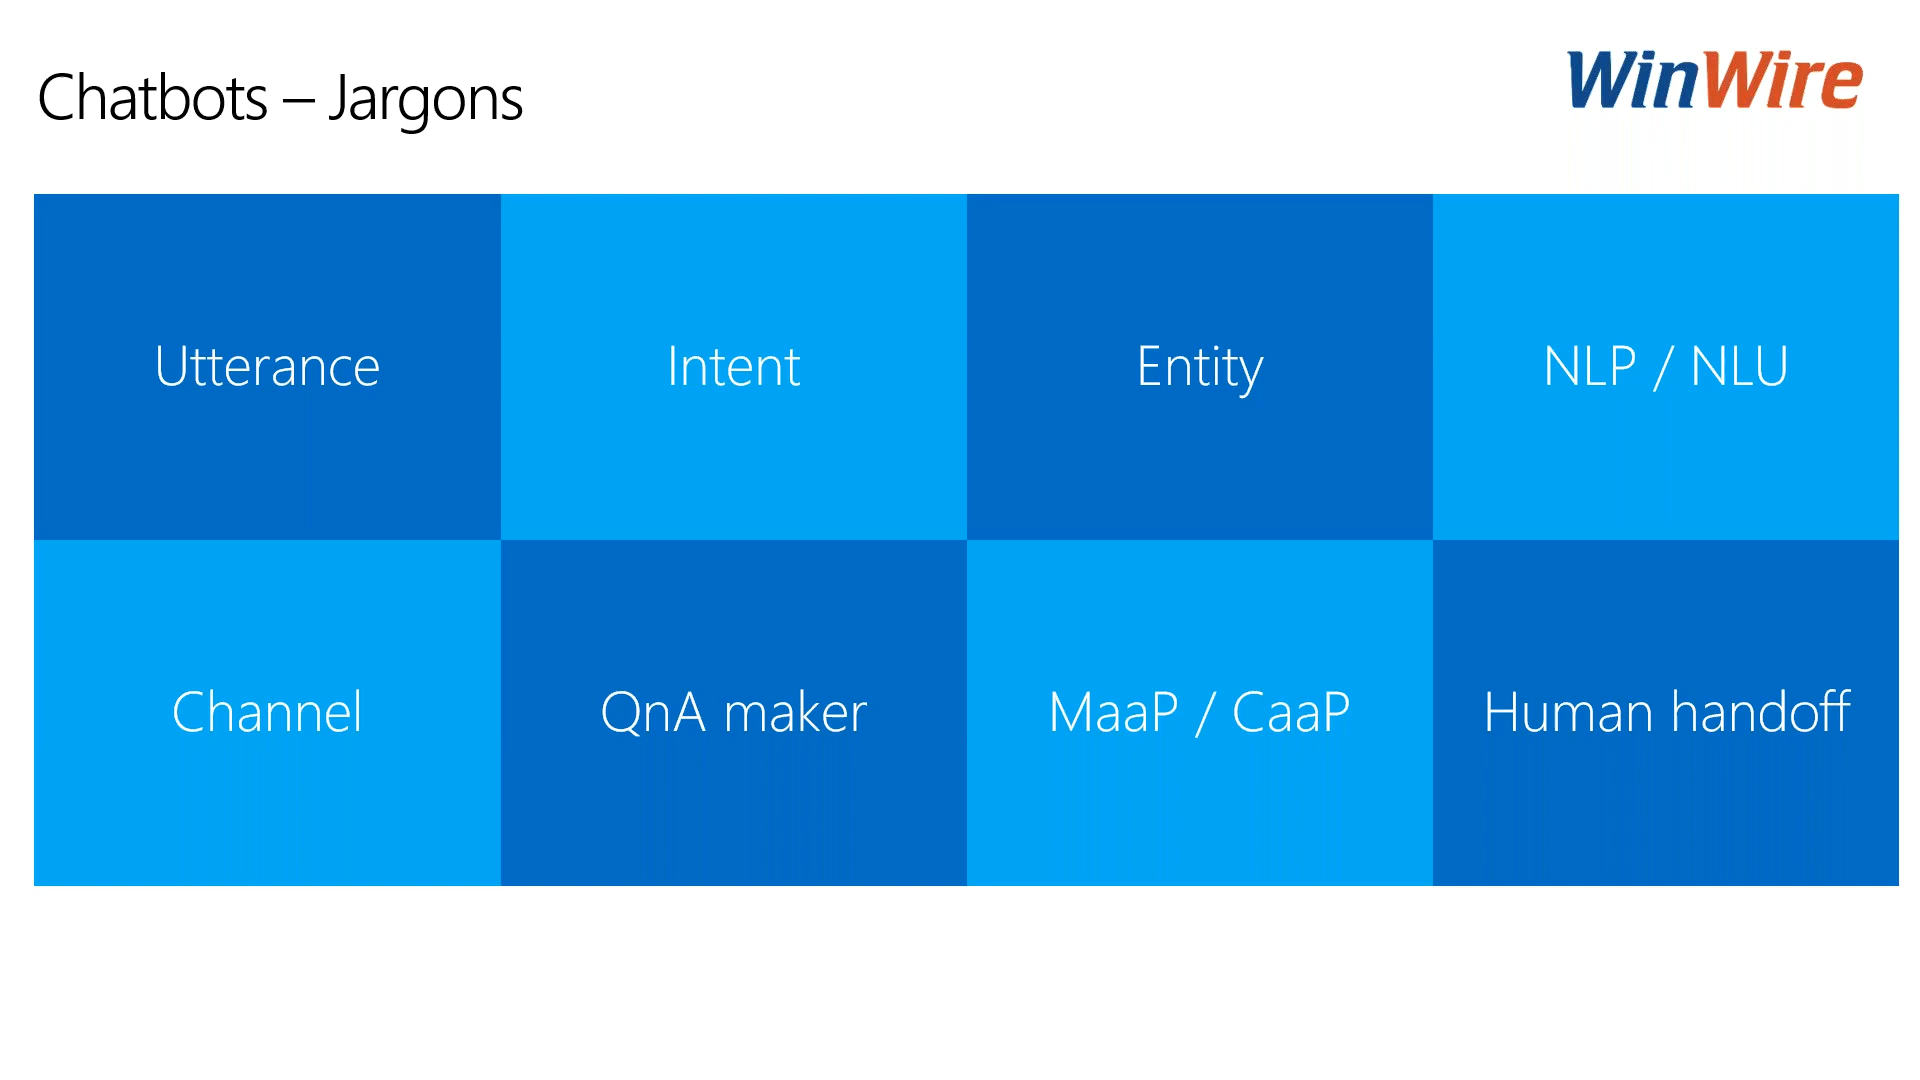 Chatbots – Jargons
WinWire
Utterance
Intent
Entity
NLP / NLU
Channel
QnA maker
MaaP / CaaP
Human handoff